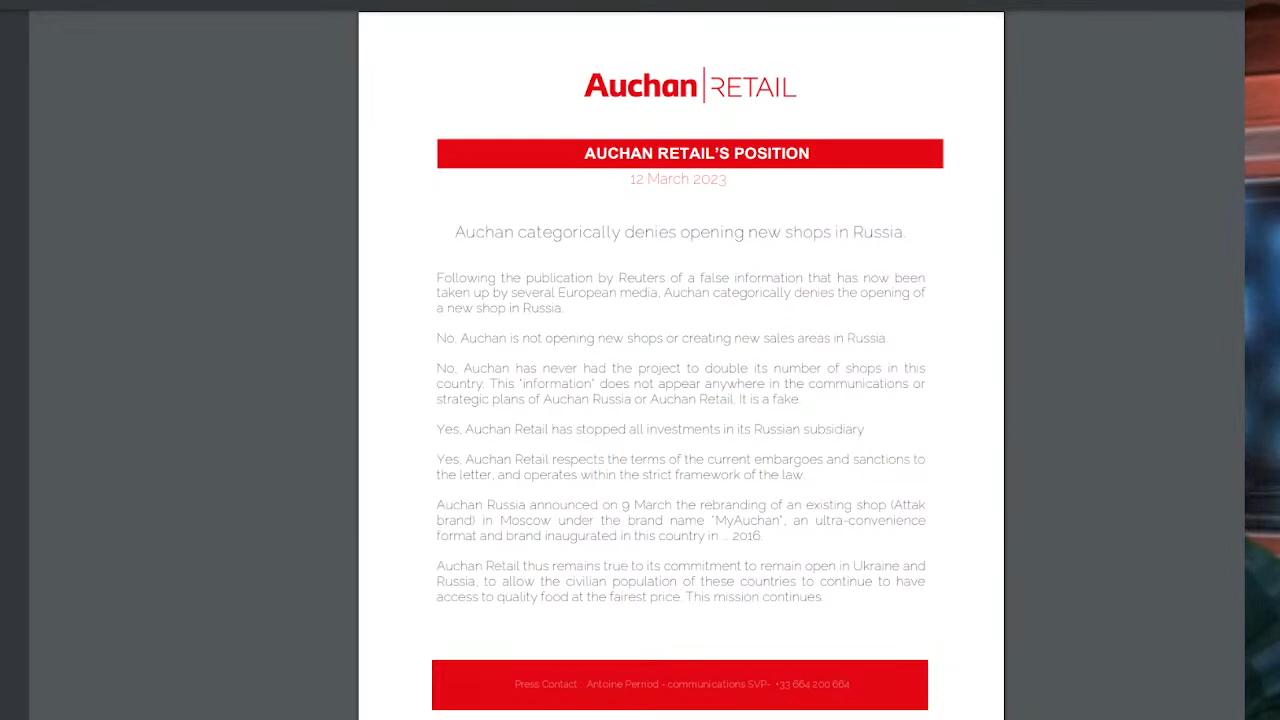 Auchan RETAIL
AUCHAN RETAIL'S POSITION
12 March 2023
Auchan categorically denies opening new shops in Russia.
Following the publication by Reuters of a false information that has now been
taken up by several European media, Auchan categorically denies the opening of
a new shop in Russia.
No, Auchan is not opening new shops or creating new sales areas in Russia.
No, Auchan has never had the project to double its number of shops in this
country. This "information" does not appear anywhere in the communications or
strategic plans of Auchan Russia or Auchan Retail. It is a fake.
Yes, Auchan Retail has stopped all investments in its Russian subsidiary
Yes, Auchan Retail respects the terms of the current embargoes and sanctions to
the letter, and operates within the strict framework of the law.
Auchan Russia announced on 9 March the rebranding of an existing shop (Attak
brand) in Moscow under the brand name "MyAuchan", an ultra-convenience
format and brand inaugurated in this country in ... 2016.
Auchan Retail thus remains true to its commitment to remain open in Ukraine and
Russia, to allow the civilian population of these countries to continue to have
access to quality food at the fairest price. This mission continues.
Press Contact : Antoine Pernod - communications SVP- +33 664 200 664